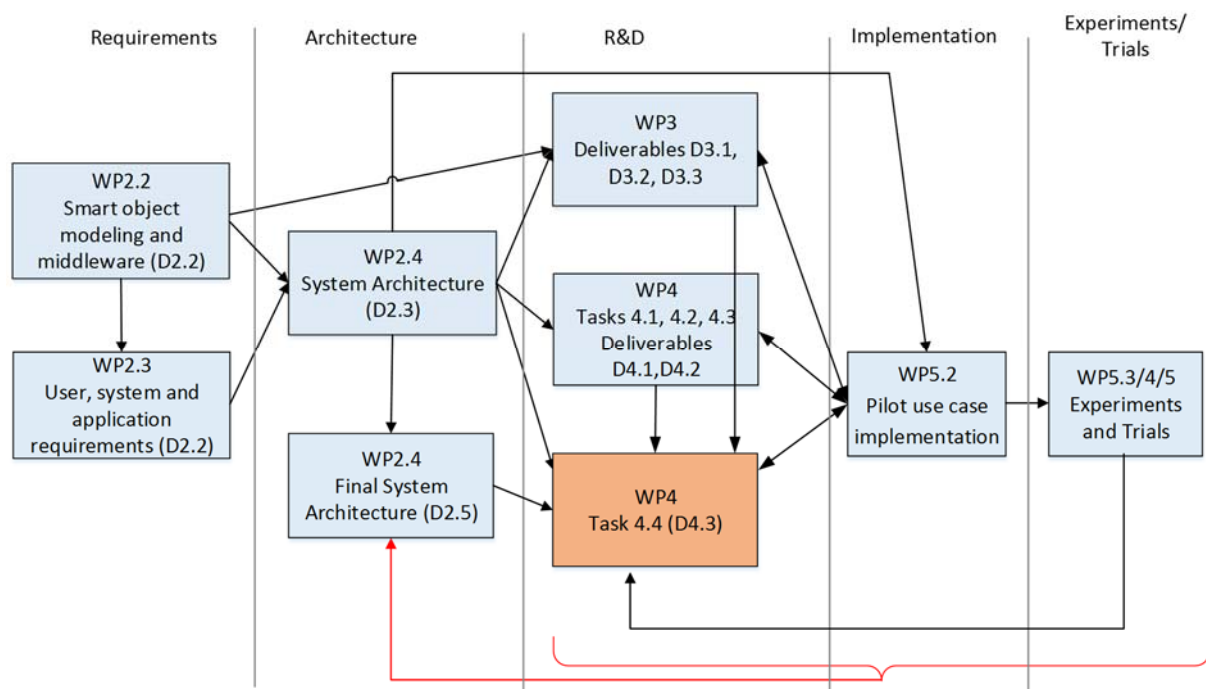 Requirements
Architecture
R&D
Implementation
Experiments/
Trials
WP2.2
Smart object
modeling and
middleware (D2.2)
WP2.3
User, system and
application
requirements (D2.2)
WP2.4
System Architecture
(D2.3)
WP2.4
Final System
Architecture (D2.5)
WP3
Deliverables D3.1,
D3.2, D3.3
WP4
Tasks 4.1, 4.2, 4.3
Deliverables
D4.1,D4.2
WP4
Task 4.4 (D4.3)
WP5.2
Pilot use case
implementation
WP5.3/4/5
Experiments
and Trials